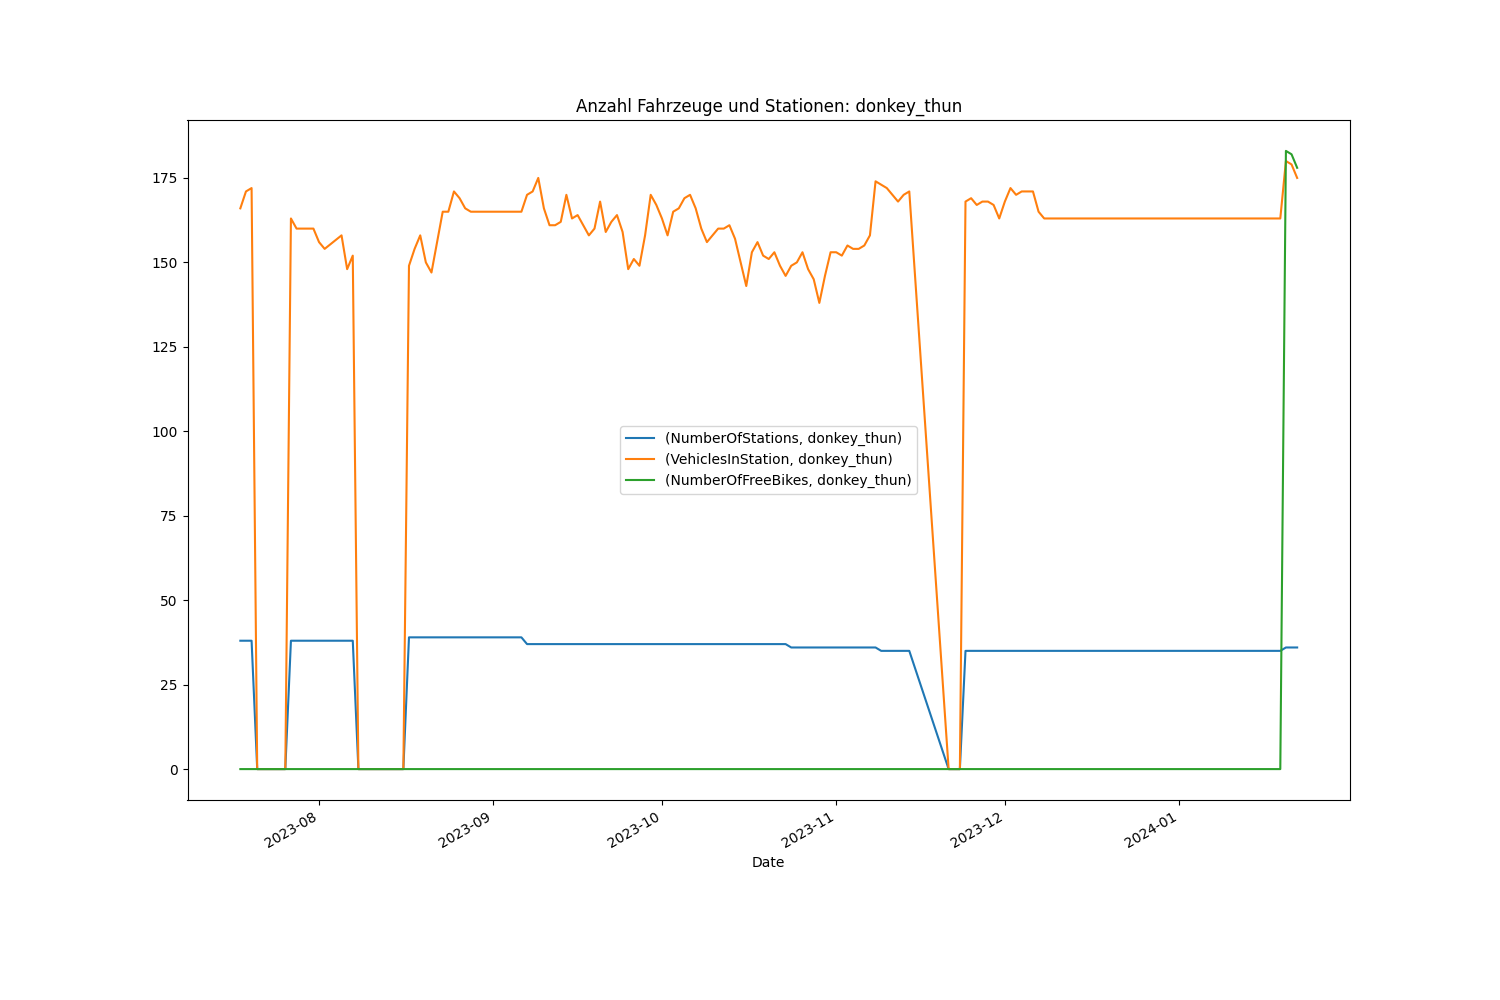 Anzahl Fahrzeuge und Stationen: donkey_thun
175
150
125
100
75
50
25
0
(NumberOfStations, donkey_thun)
(VehiclesInStation, donkey_thun)
(NumberOfFreeBikes, donkey_thun)
2023-08
2023-09
2023-10
2023-11
2023-12
2024-01
Date